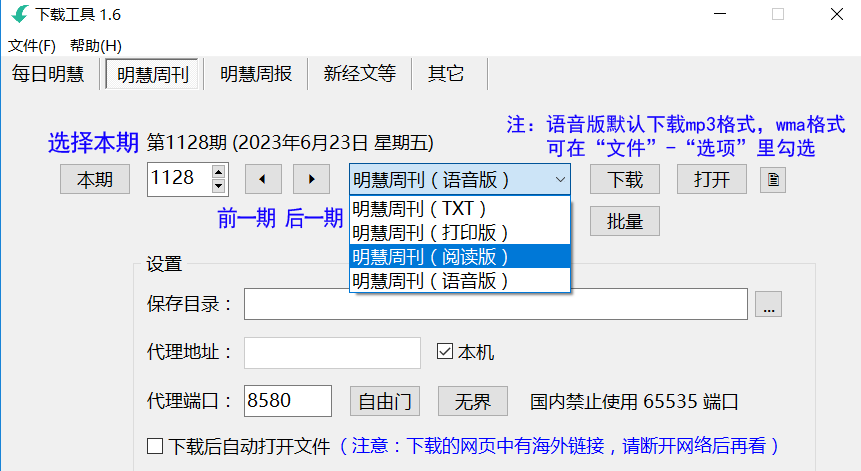 下载工具 1.6
文件(F) 帮助(H)
每日明慧 明慧周刊 明慧周报 新经文等 其它
注：语音版默认下载mp3格式，wma格式
可在“文件”-“选项”里勾选
选择本期 第1128期 (2023年6月23日 星期五)
本期 1128 明慧周刊（语音版） 下载 打开
前一期 后一期 明慧周刊（TXT） 批量
明慧周刊（打印版）
明慧周刊（阅读版）
明慧周刊（语音版）
设置
保存目录： ...
代理地址： 本机
代理端口： 8580 自由门 无界 国内禁止使用 65535 端口
下载后自动打开文件（注意：下载的网页中有海外链接，请断开网络后再看）